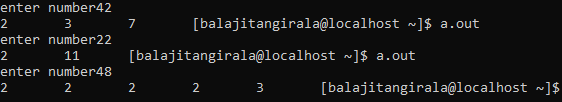 enter number42
2 3 7 [balajitangirala@localhost ~]$ a.out
enter number22
2 11 [balajitangirala@localhost ~]$ a.out
enter number48
2 2 2 2 3 [balajitangirala@localhost ~]$